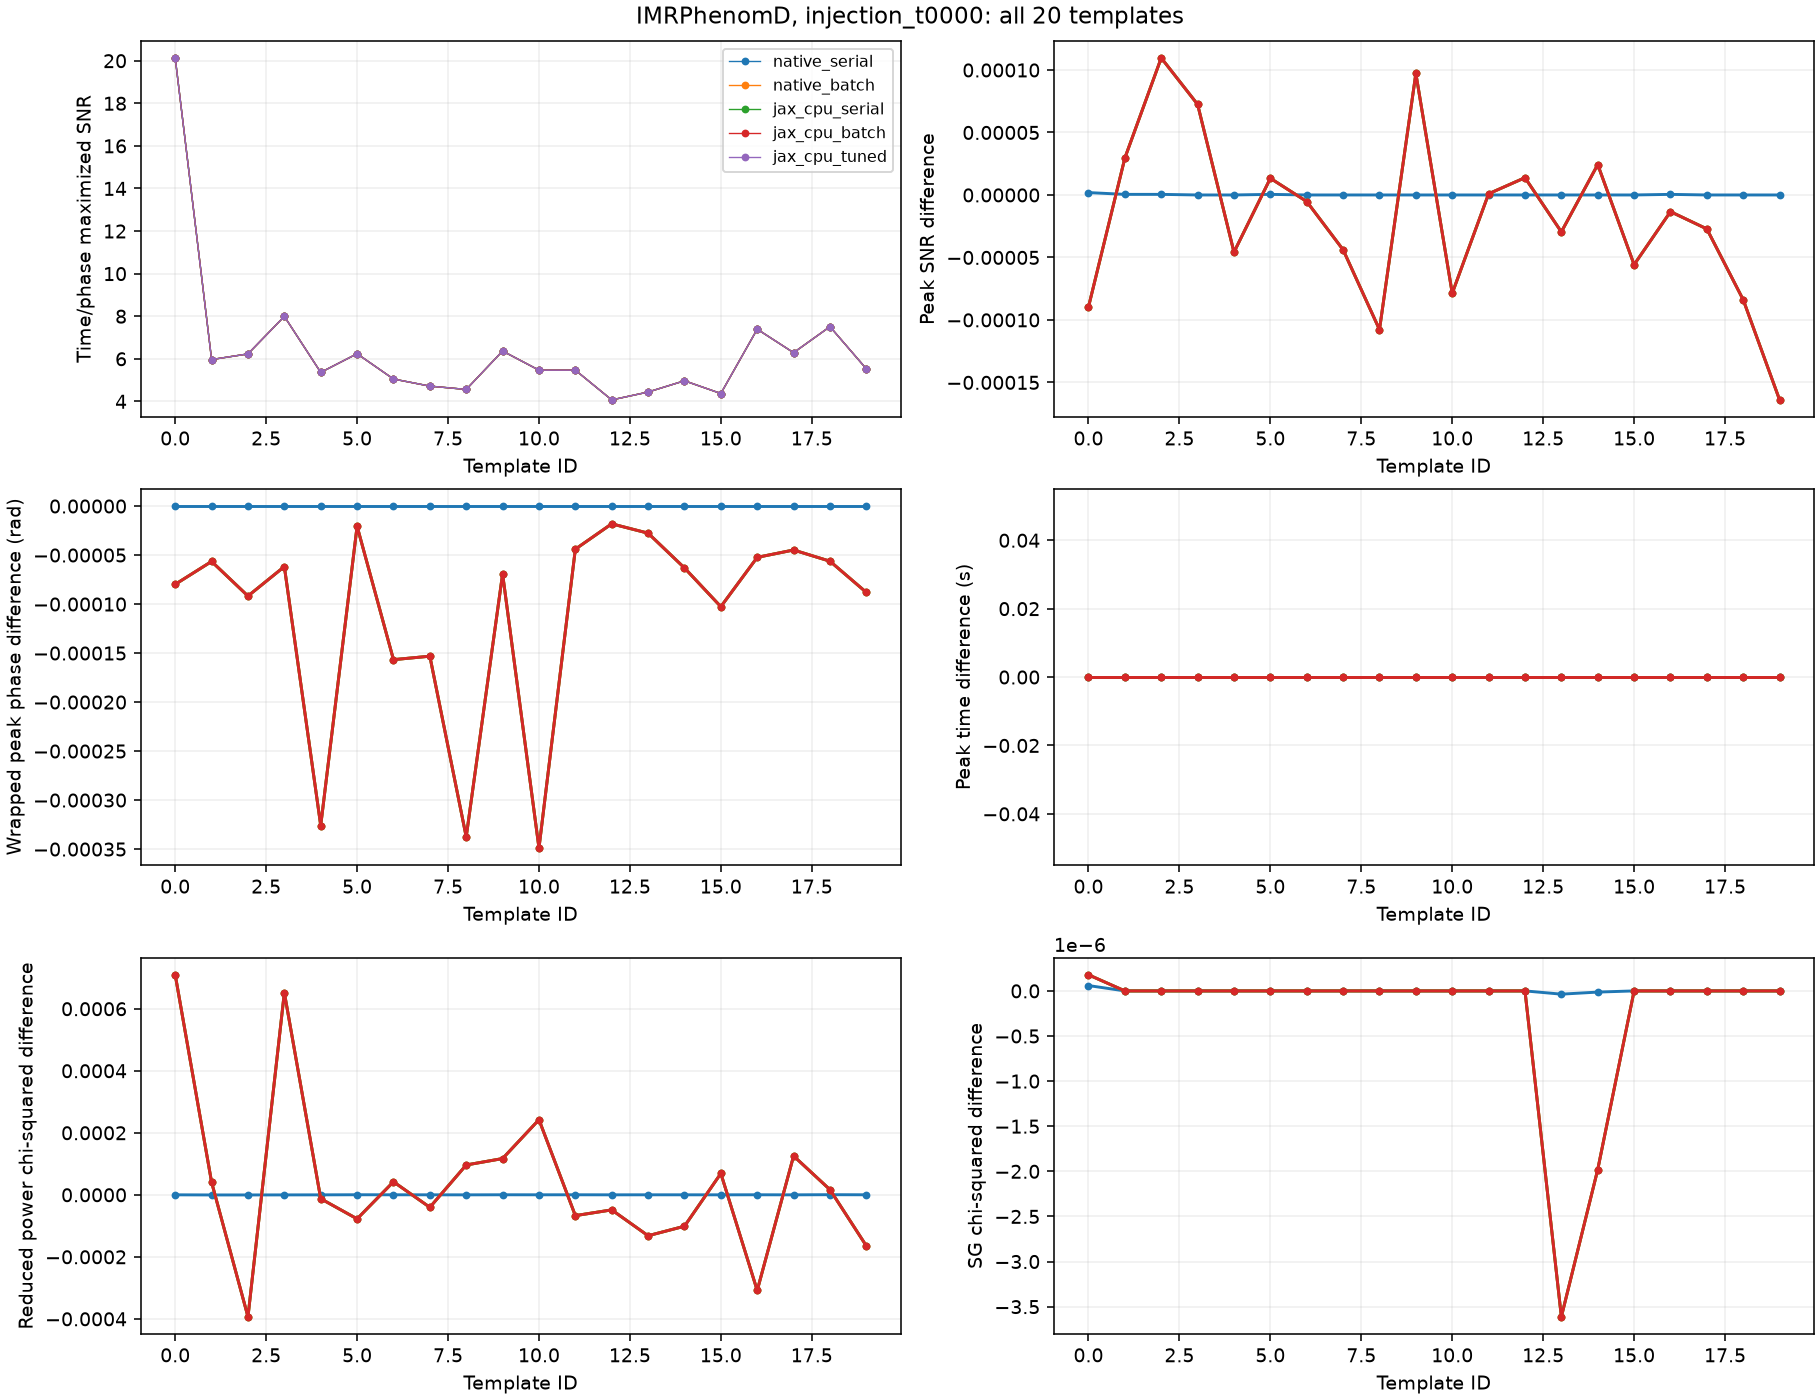 IMRPhenomD, injection_t0000: all 20 templates
Time/phase maximized SNR
20
18
16
14
12
10
8
6
4
native_serial
native_batch
jax_cpu_serial
jax_cpu_batch
jax_cpu_tuned
0.0 2.5 5.0 7.5 10.0 12.5 15.0 17.5
Template ID
Peak SNR difference
0.00010
0.00005
0.00000
−0.00005
−0.00010
−0.00015
0.0 2.5 5.0 7.5 10.0 12.5 15.0 17.5
Template ID
Wrapped peak phase difference (rad)
0.00000
−0.00005
−0.00010
−0.00015
−0.00020
−0.00025
−0.00030
−0.00035
0.0 2.5 5.0 7.5 10.0 12.5 15.0 17.5
Template ID
Peak time difference (s)
0.04
0.02
0.00
−0.02
−0.04
0.0 2.5 5.0 7.5 10.0 12.5 15.0 17.5
Template ID
Reduced power chi-squared difference
0.0006
0.0004
0.0002
0.0000
−0.0002
−0.0004
0.0 2.5 5.0 7.5 10.0 12.5 15.0 17.5
Template ID
SG chi-squared difference
1e−6
0.0
−0.5
−1.0
−1.5
−2.0
−2.5
−3.0
−3.5
0.0 2.5 5.0 7.5 10.0 12.5 15.0 17.5
Template ID